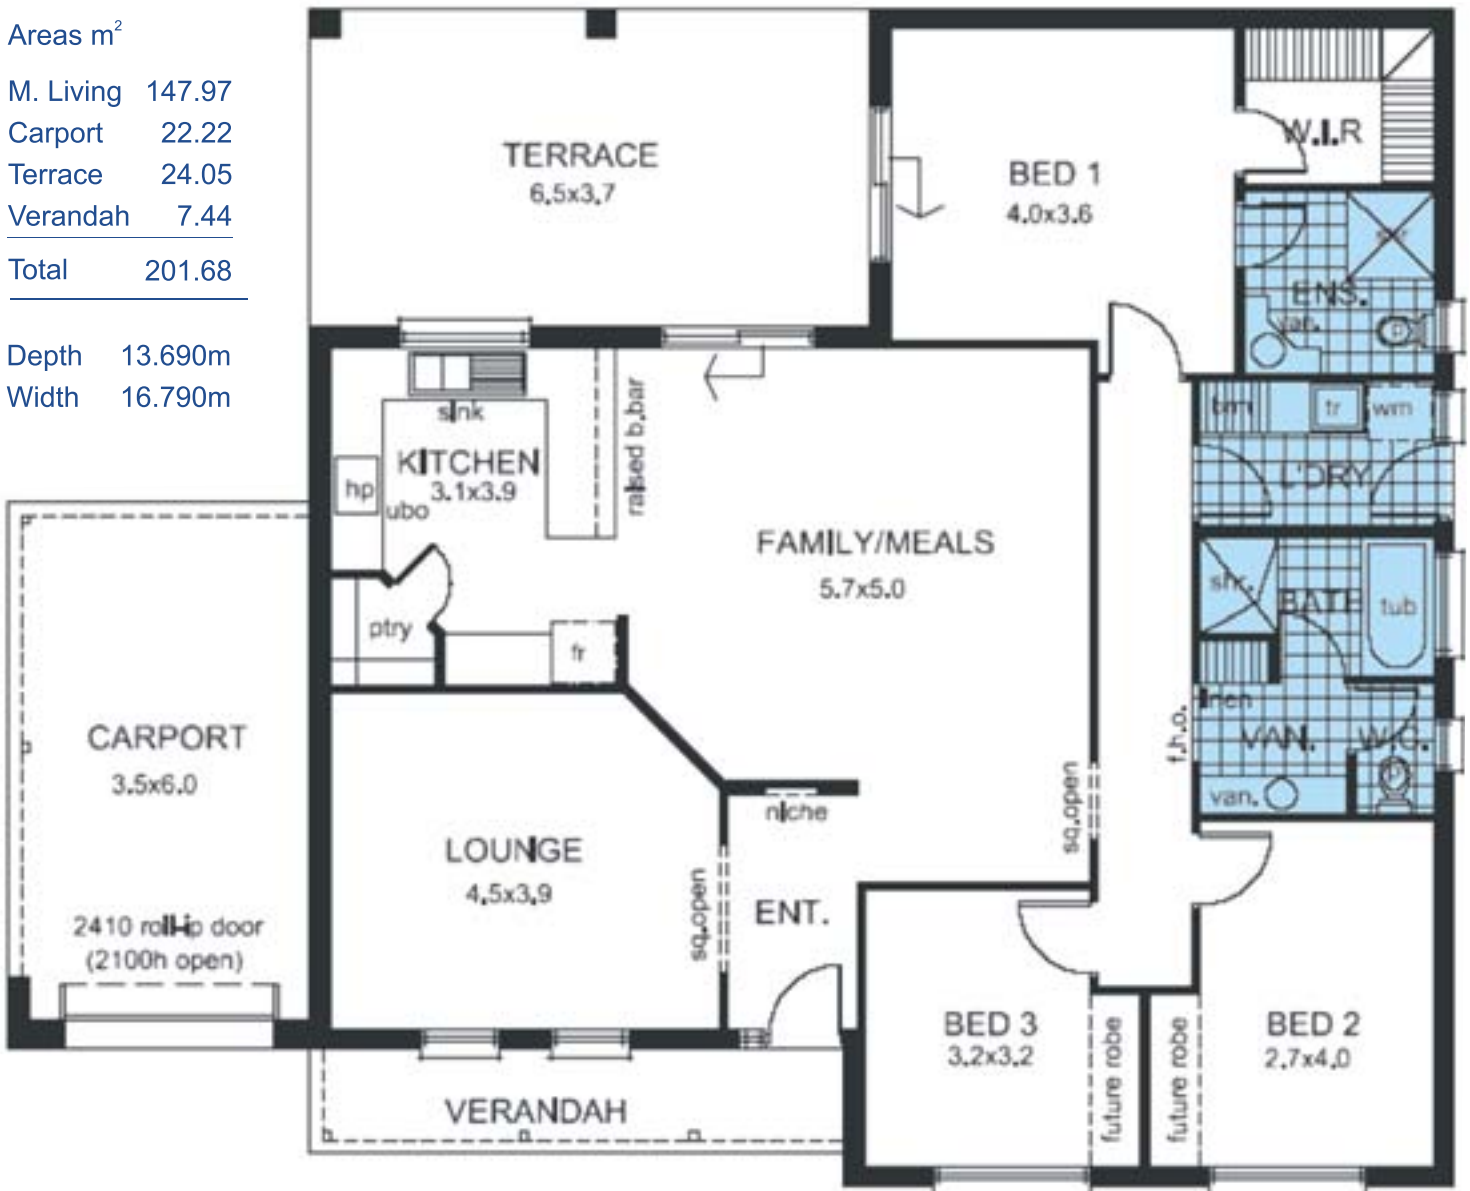 Areas m²
M. Living 147.97
Carport 22.22
Terrace 24.05
Verandah 7.44
Total 201.68
Depth 13.690m
Width 16.790m
TERRACE
6.5x3.7
BED 1
4.0x3.6
W.I.R
shr.
ENS.
van.
sink
KITCHEN
3.1x3.9
hp
ubo
raised b.bar
ptry
fr
FAMILY/MEALS
5.7x5.0
tr
wm
L'DRY
shr.
BATH
tub
linen
VAN.
W.C.
van.
f.h.o.
sq.open
CARPORT
3.5x6.0
2410 roll-up door
(2100h open)
LOUNGE
4.5x3.9
sq.open
niche
ENT.
BED 3
3.2x3.2
future robe
future robe
BED 2
2.7x4.0
VERANDAH